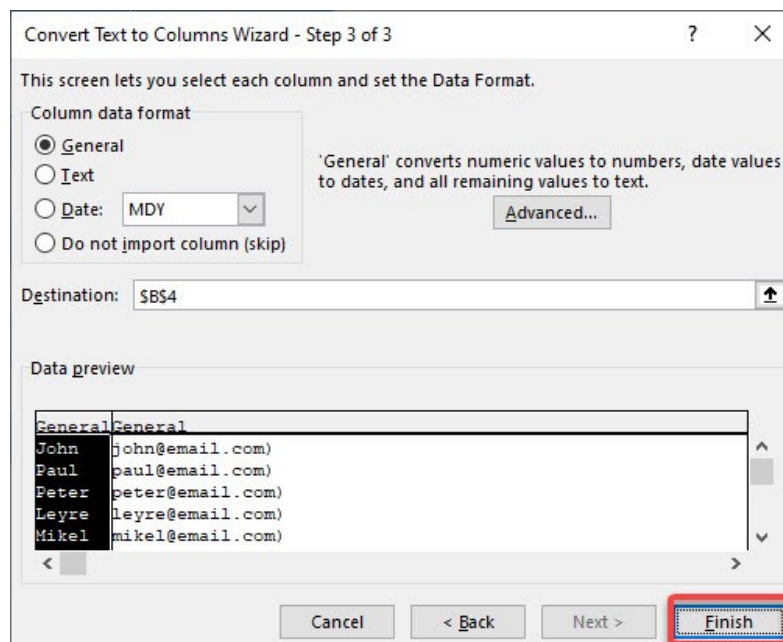 Convert Text to Columns Wizard - Step 3 of 3 ?
This screen lets you select each column and set the Data Format.
Column data format
General
Text
Date: MDY
Do not import column (skip)
'General' converts numeric values to numbers, date values
to dates, and all remaining values to text.
Advanced...
Destination: $B$4
Data preview
General General
John john@email.com)
Paul paul@email.com)
Peter peter@email.com)
Leyre leyre@email.com)
Mikel mikel@email.com)
Cancel < Back Next > Finish